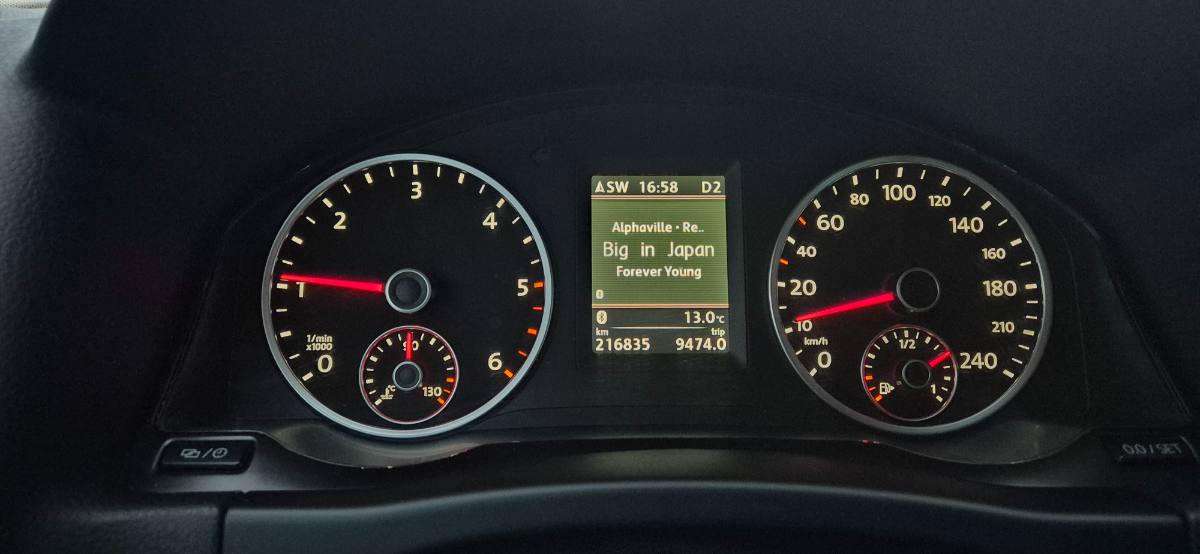 0
1
2
3
4
5
6
1/min
x1000
90
130
°C
SW 16:58 D2
Alphaville • Re..
Big in Japan
Forever Young
0
13.0°C
km trip
216835 9474.0
0
10
20
40
60
80
100
120
140
160
180
210
240
km/h
1/2
1
0.0/SET